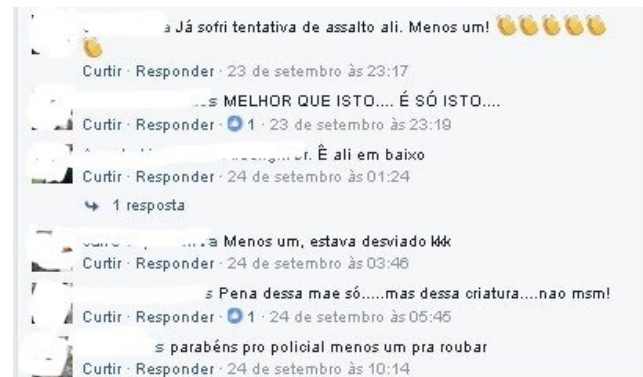 Já sofri tentativa de assalto ali. Menos um! 👏👏👏👏👏
👏
Curtir · Responder · 23 de setembro às 23:17
MELHOR QUE ISTO.... É SÓ ISTO....
Curtir · Responder · 1 · 23 de setembro às 23:19
Ê ali em baixo
Curtir · Responder · 24 de setembro às 01:24
1 resposta
Menos um, estava desviado kkk
Curtir · Responder · 24 de setembro às 03:46
Pena dessa mae só.....mas dessa criatura....nao msm!
Curtir · Responder · 1 · 24 de setembro às 05:45
parabéns pro policial menos um pra roubar
Curtir · Responder · 24 de setembro às 10:14